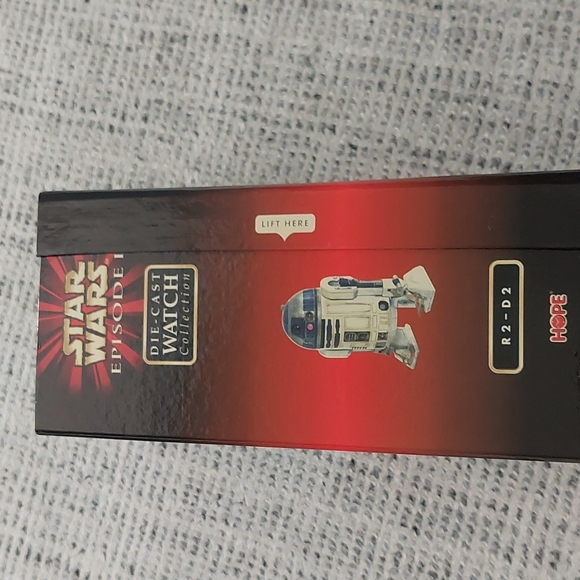 STAR
WARS
EPISODE I
DIE-CAST
WATCH
Collection
LIFT HERE
R2-D2
HOPE